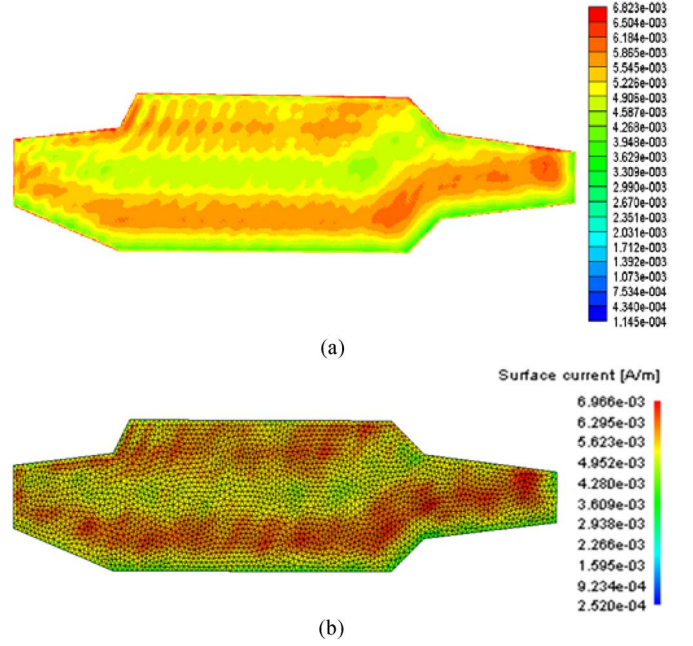 6.823e-003
6.504e-003
6.184e-003
5.865e-003
5.545e-003
5.226e-003
4.906e-003
4.587e-003
4.268e-003
3.948e-003
3.629e-003
3.309e-003
2.990e-003
2.670e-003
2.351e-003
2.031e-003
1.712e-003
1.392e-003
1.073e-003
7.534e-004
4.340e-004
1.145e-004
(a)
Surface current [A/m]
6.966e-03
6.295e-03
5.623e-03
4.952e-03
4.280e-03
3.609e-03
2.938e-03
2.266e-03
1.595e-03
9.234e-04
2.520e-04
(b)